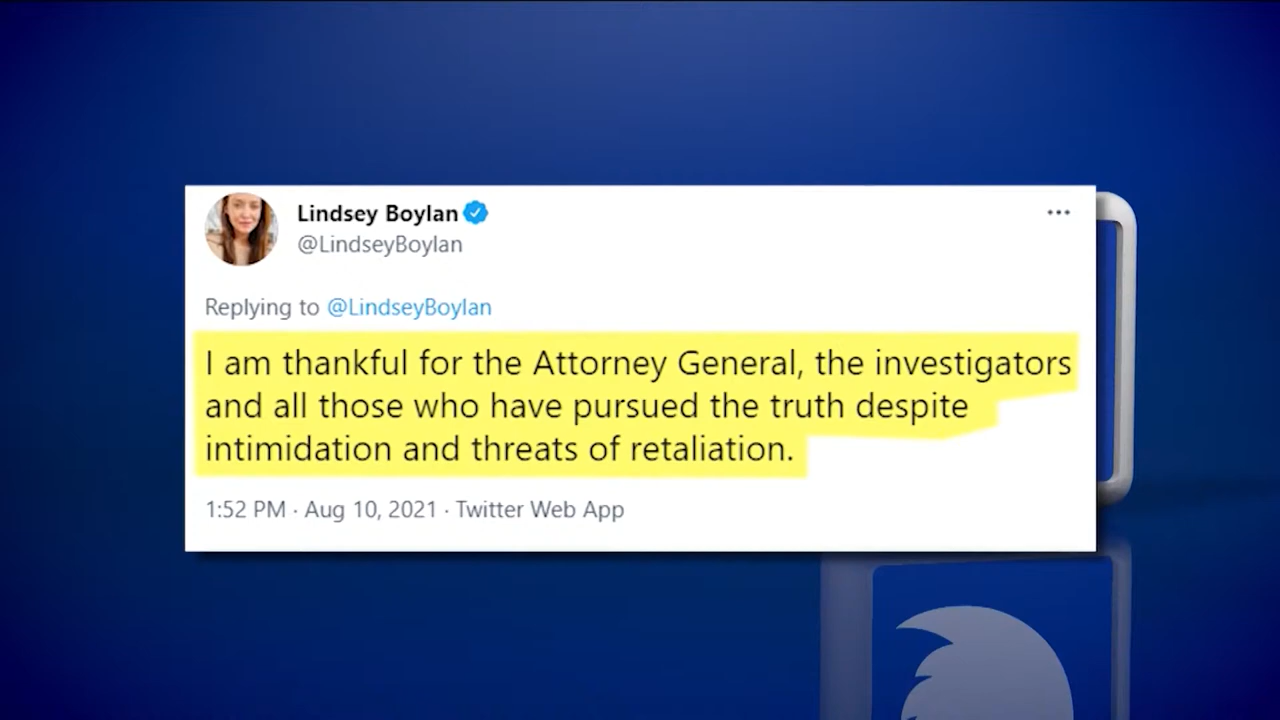 Lindsey Boylan
@LindseyBoylan
Replying to @LindseyBoylan
I am thankful for the Attorney General, the investigators
and all those who have pursued the truth despite
intimidation and threats of retaliation.
1:52 PM · Aug 10, 2021 · Twitter Web App